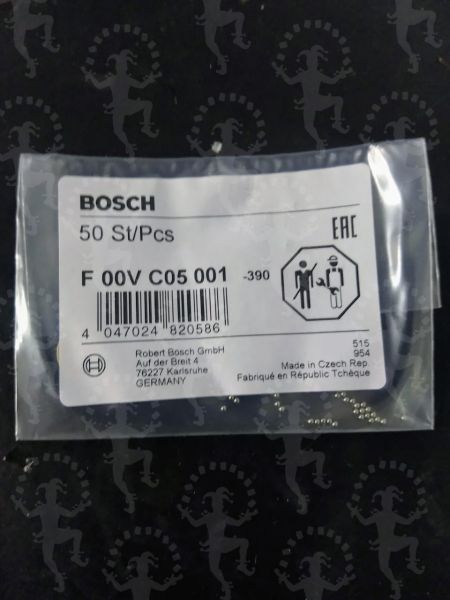 BOSCH
50 St/Pcs
EAC
F 00V C05 001 -390
4 047024 820586
Robert Bosch GmbH
Auf der Breit 4
76227 Karlsruhe
GERMANY
515
954
Made in Czech Rep.
Fabriqué en République Tchèque